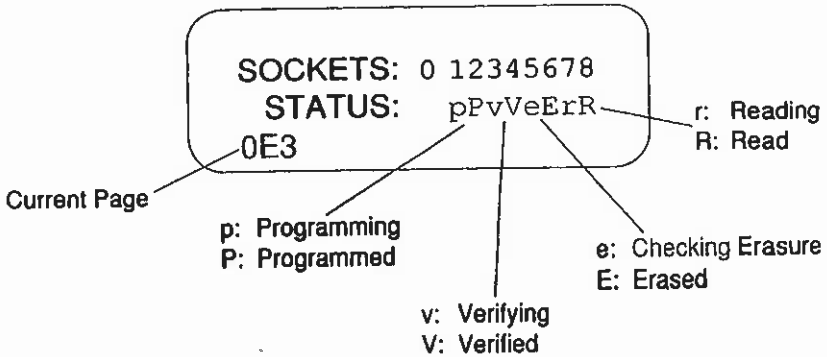 SOCKETS: 0 12345678
STATUS: pPvVeErR
0E3
r: Reading
R: Read
Current Page
p: Programming
P: Programmed
e: Checking Erasure
E: Erased
v: Verifying
V: Verified